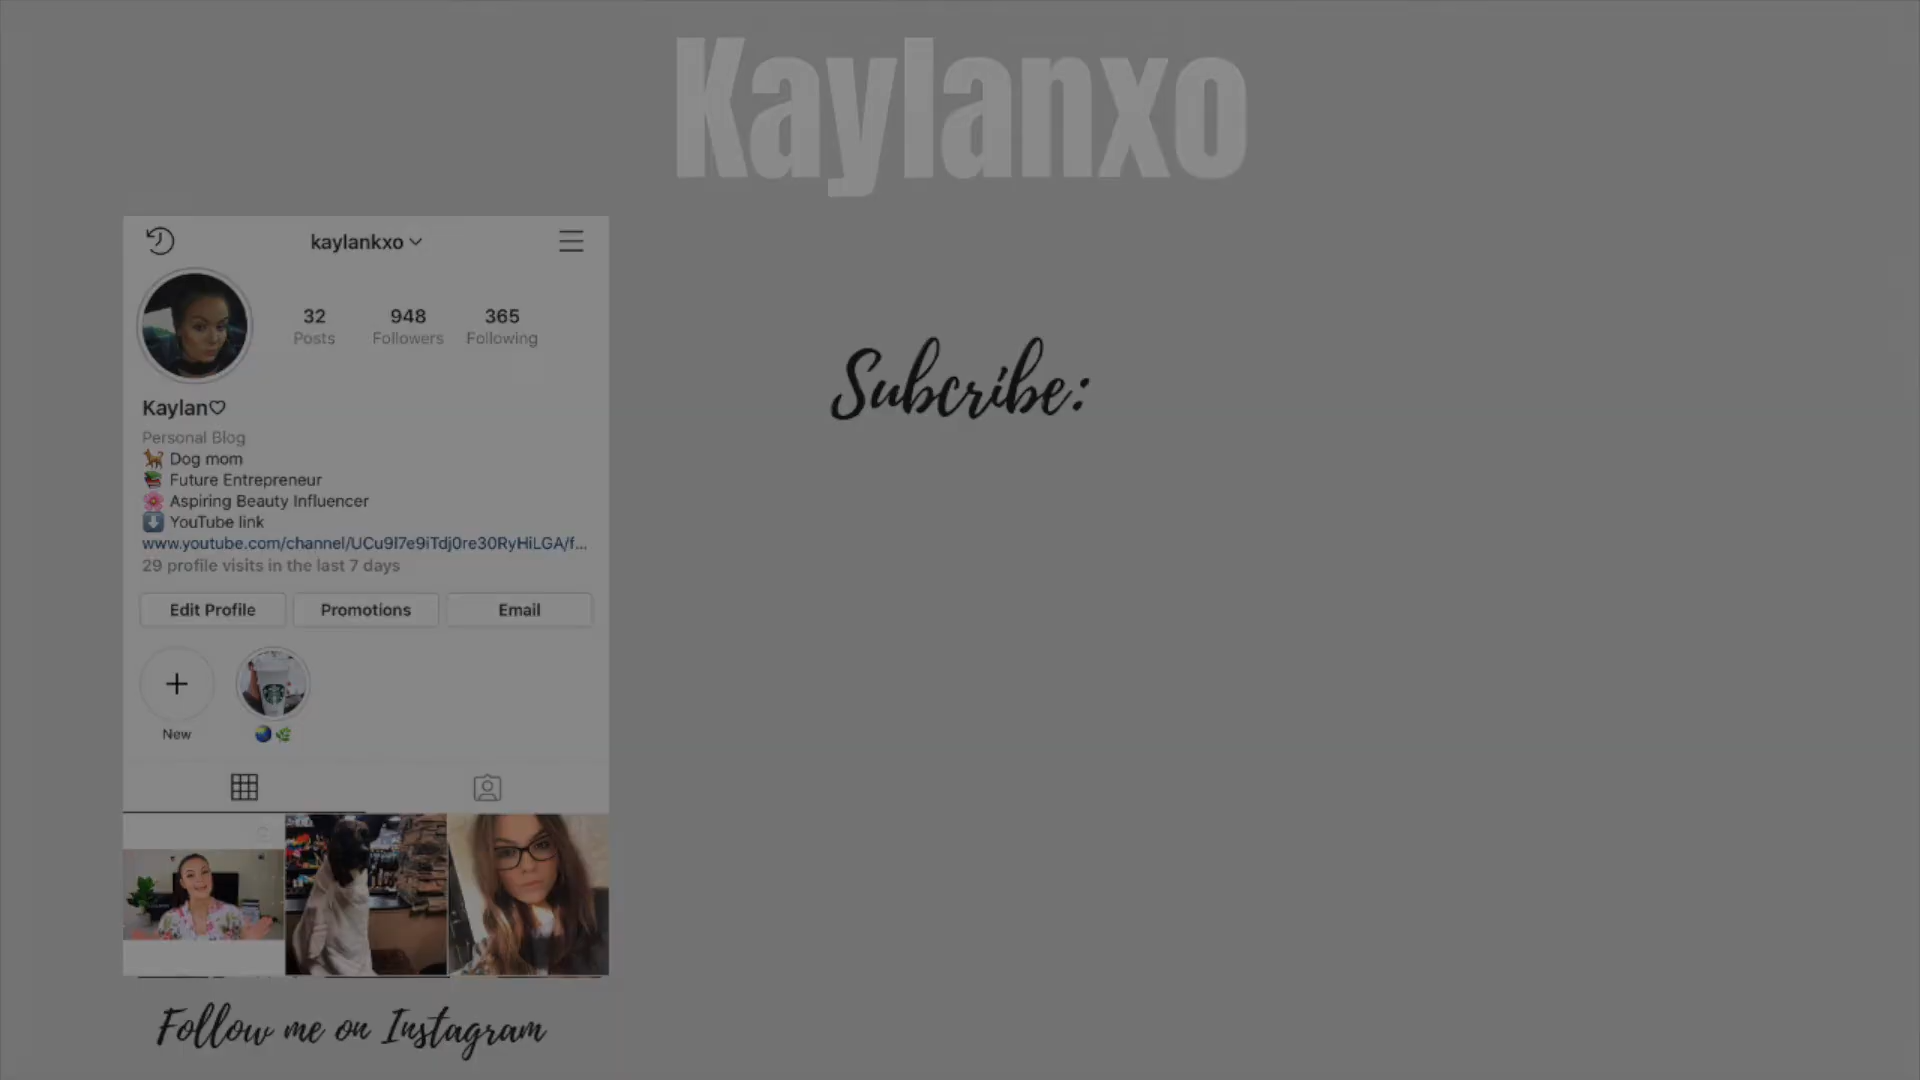 Kaylanxo
kaylankxo
32 948 365
Posts Followers Following
Kaylan♡
Personal Blog
🐕 Dog mom
📚 Future Entrepreneur
🌸 Aspiring Beauty Influencer
⬇️ YouTube link
www.youtube.com/channel/UCu9I7e9iTdj0re30RyHiLGA/f...
29 profile visits in the last 7 days
Edit Profile Promotions Email
New 🌏🌿
Follow me on Instagram
Subcribe: